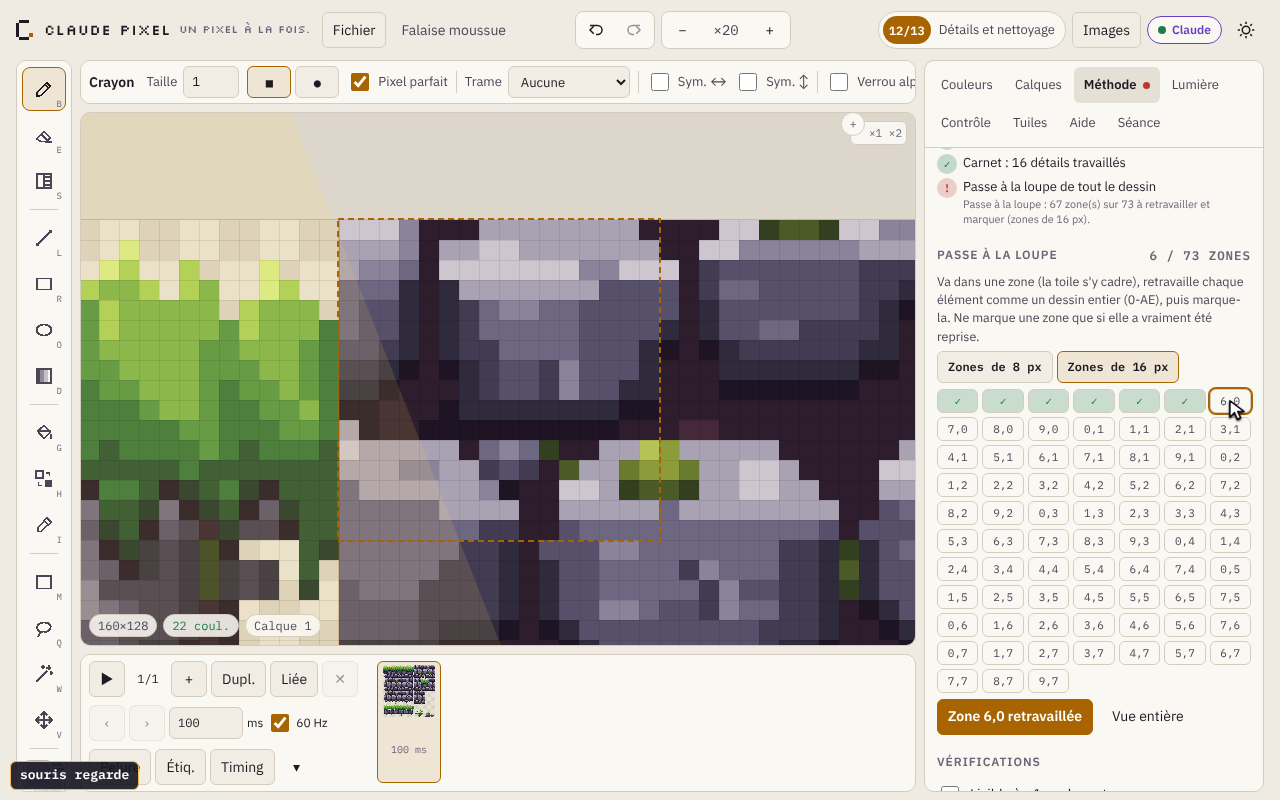 CLAUDE PIXEL
UN PIXEL À LA FOIS.
Fichier
Falaise moussue
− ×20 +
12/13 Détails et nettoyage
Images
Claude
Crayon
Taille
1
Pixel parfait
Trame
Aucune
Sym. ↔
Sym. ↕
Verrou alp
+
×1 ×2
B
E
S
L
R
O
D
G
H
I
M
Q
W
V
160×128
22 coul.
Calque 1
1/1
+
Dupl.
Liée
×
‹
›
100
ms
60 Hz
Étiq.
Timing
▼
100 ms
souris regarde
Couleurs
Calques
Méthode
Lumière
Contrôle
Tuiles
Aide
Séance
✓ Carnet : 16 détails travaillés
! Passe à la loupe de tout le dessin
Passe à la loupe : 67 zone(s) sur 73 à retravailler et
marquer (zones de 16 px).
PASSE À LA LOUPE
6 / 73 ZONES
Va dans une zone (la toile s'y cadre), retravaille chaque
élément comme un dessin entier (0-AE), puis marque-
la. Ne marque une zone que si elle a vraiment été
reprise.
Zones de 8 px
Zones de 16 px
✓ ✓ ✓ ✓ ✓ ✓ 6,0
7,0 8,0 9,0 0,1 1,1 2,1 3,1
4,1 5,1 6,1 7,1 8,1 9,1 0,2
1,2 2,2 3,2 4,2 5,2 6,2 7,2
8,2 9,2 0,3 1,3 2,3 3,3 4,3
5,3 6,3 7,3 8,3 9,3 0,4 1,4
2,4 3,4 4,4 5,4 6,4 7,4 0,5
1,5 2,5 3,5 4,5 5,5 6,5 7,5
0,6 1,6 2,6 3,6 4,6 5,6 7,6
0,7 1,7 2,7 3,7 4,7 5,7 6,7
7,7 8,7 9,7
Zone 6,0 retravaillée
Vue entière
VÉRIFICATIONS